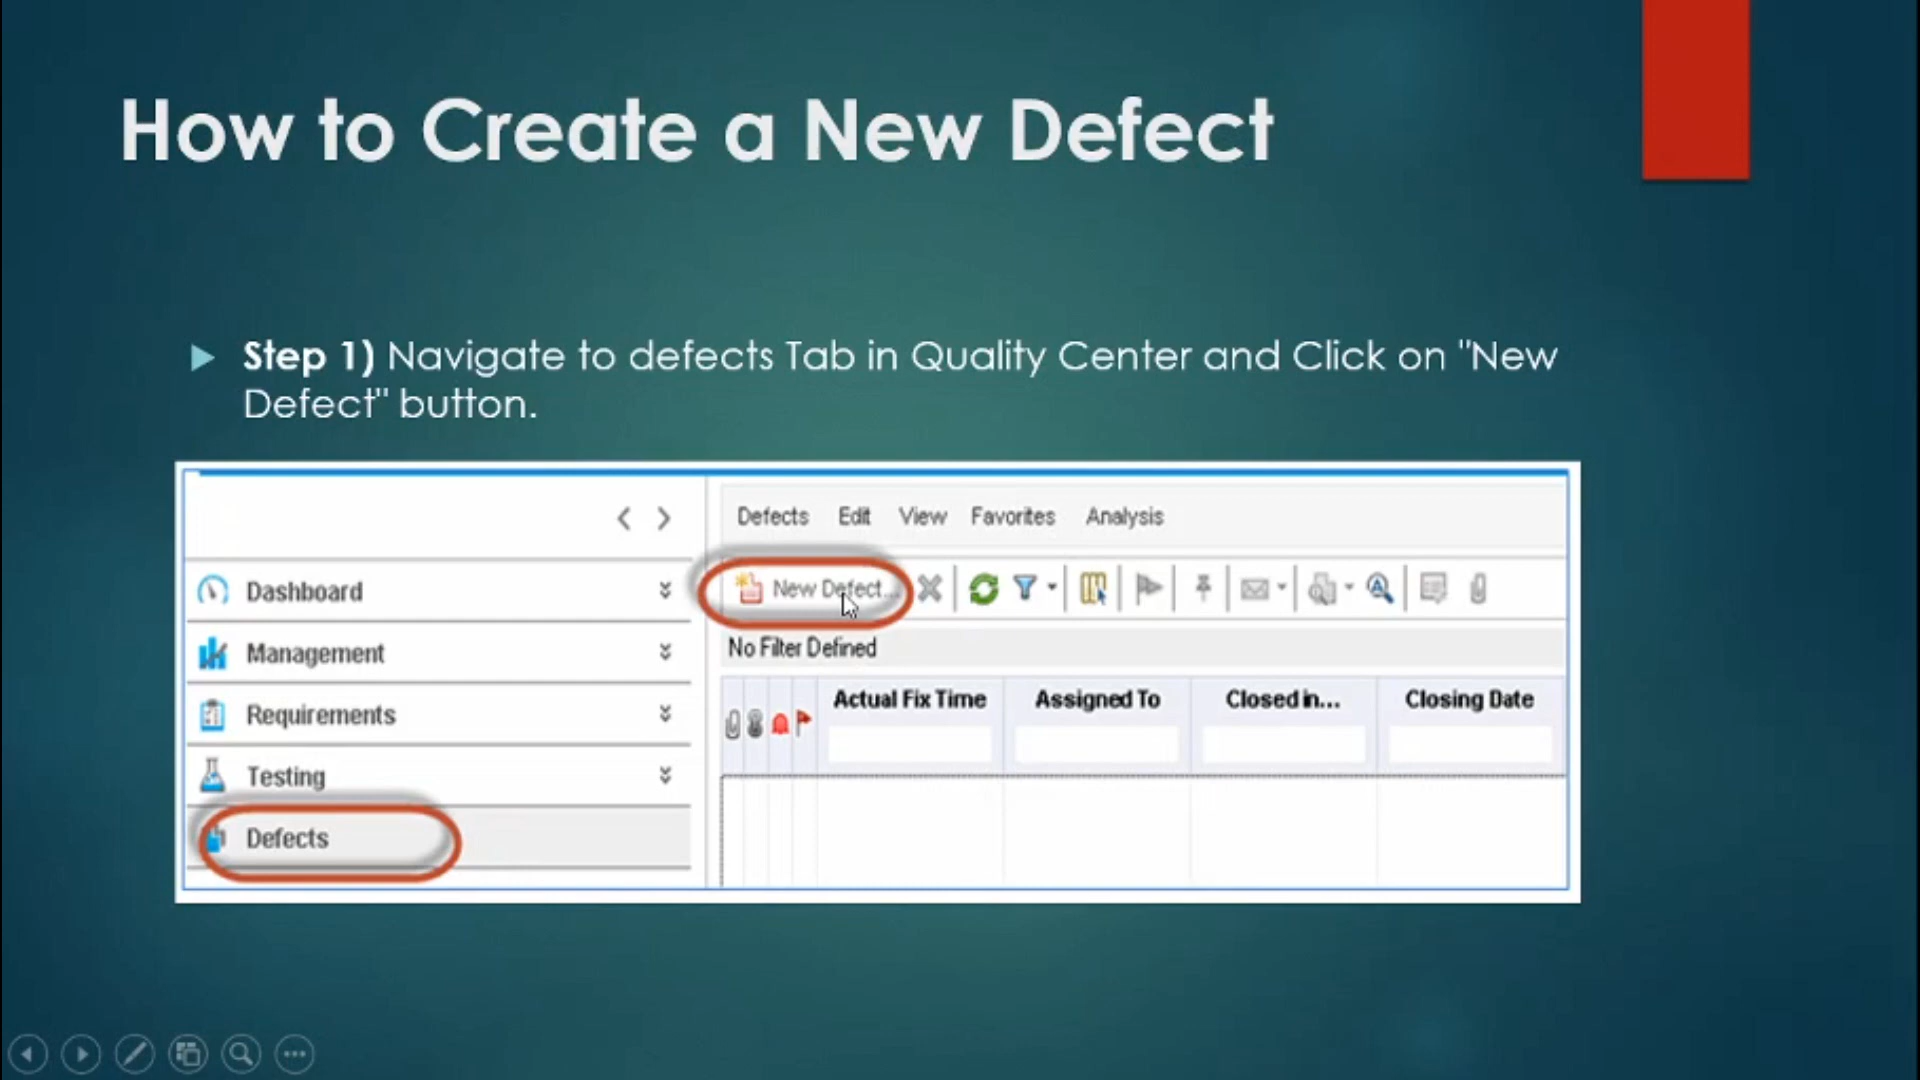 How to Create a New Defect
Step 1) Navigate to defects Tab in Quality Center and Click on "New
Defect" button.
Defects Edit View Favorites Analysis
Dashboard
New Defect...
No Filter Defined
Management
Actual Fix Time Assigned To Closed in... Closing Date
Requirements
Testing
Defects